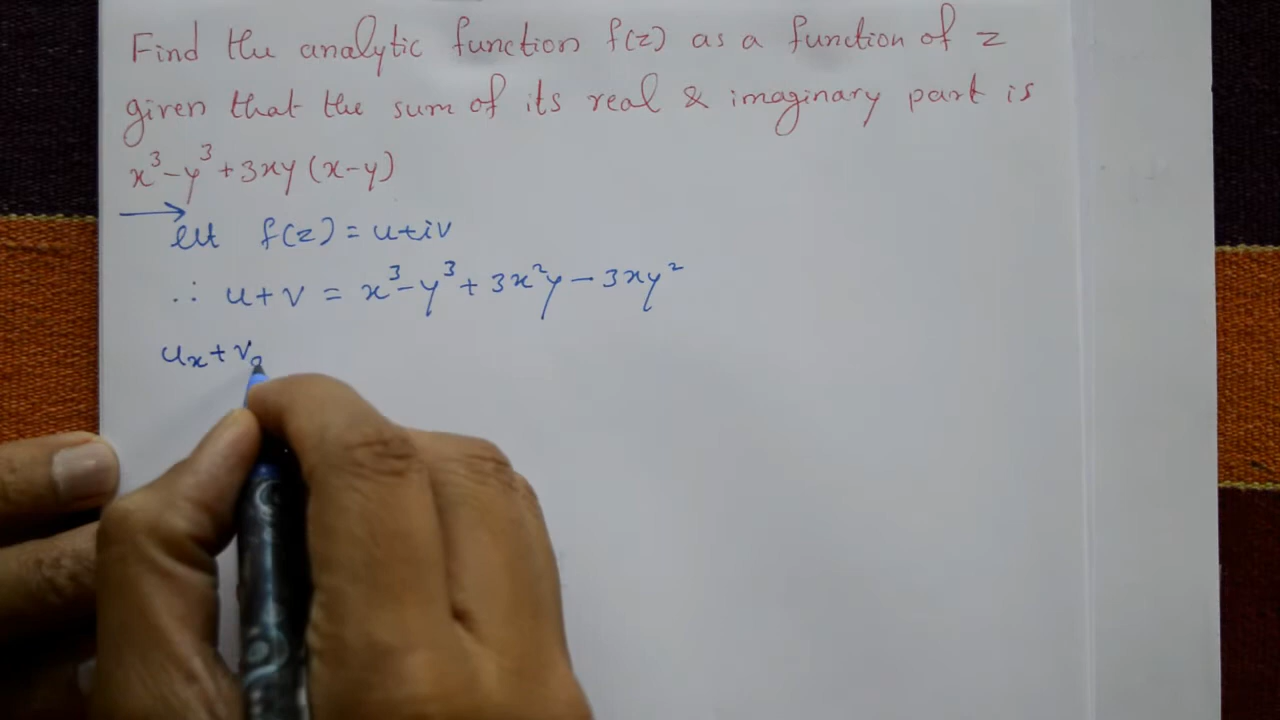 Find the analytic function f(z) as a function of z
given that the sum of its real & imaginary part is
x³-y³+3xy(x-y)
let f(z)=u+iv
∴ u+v = x³-y³+3x²y-3xy²
uₓ+v